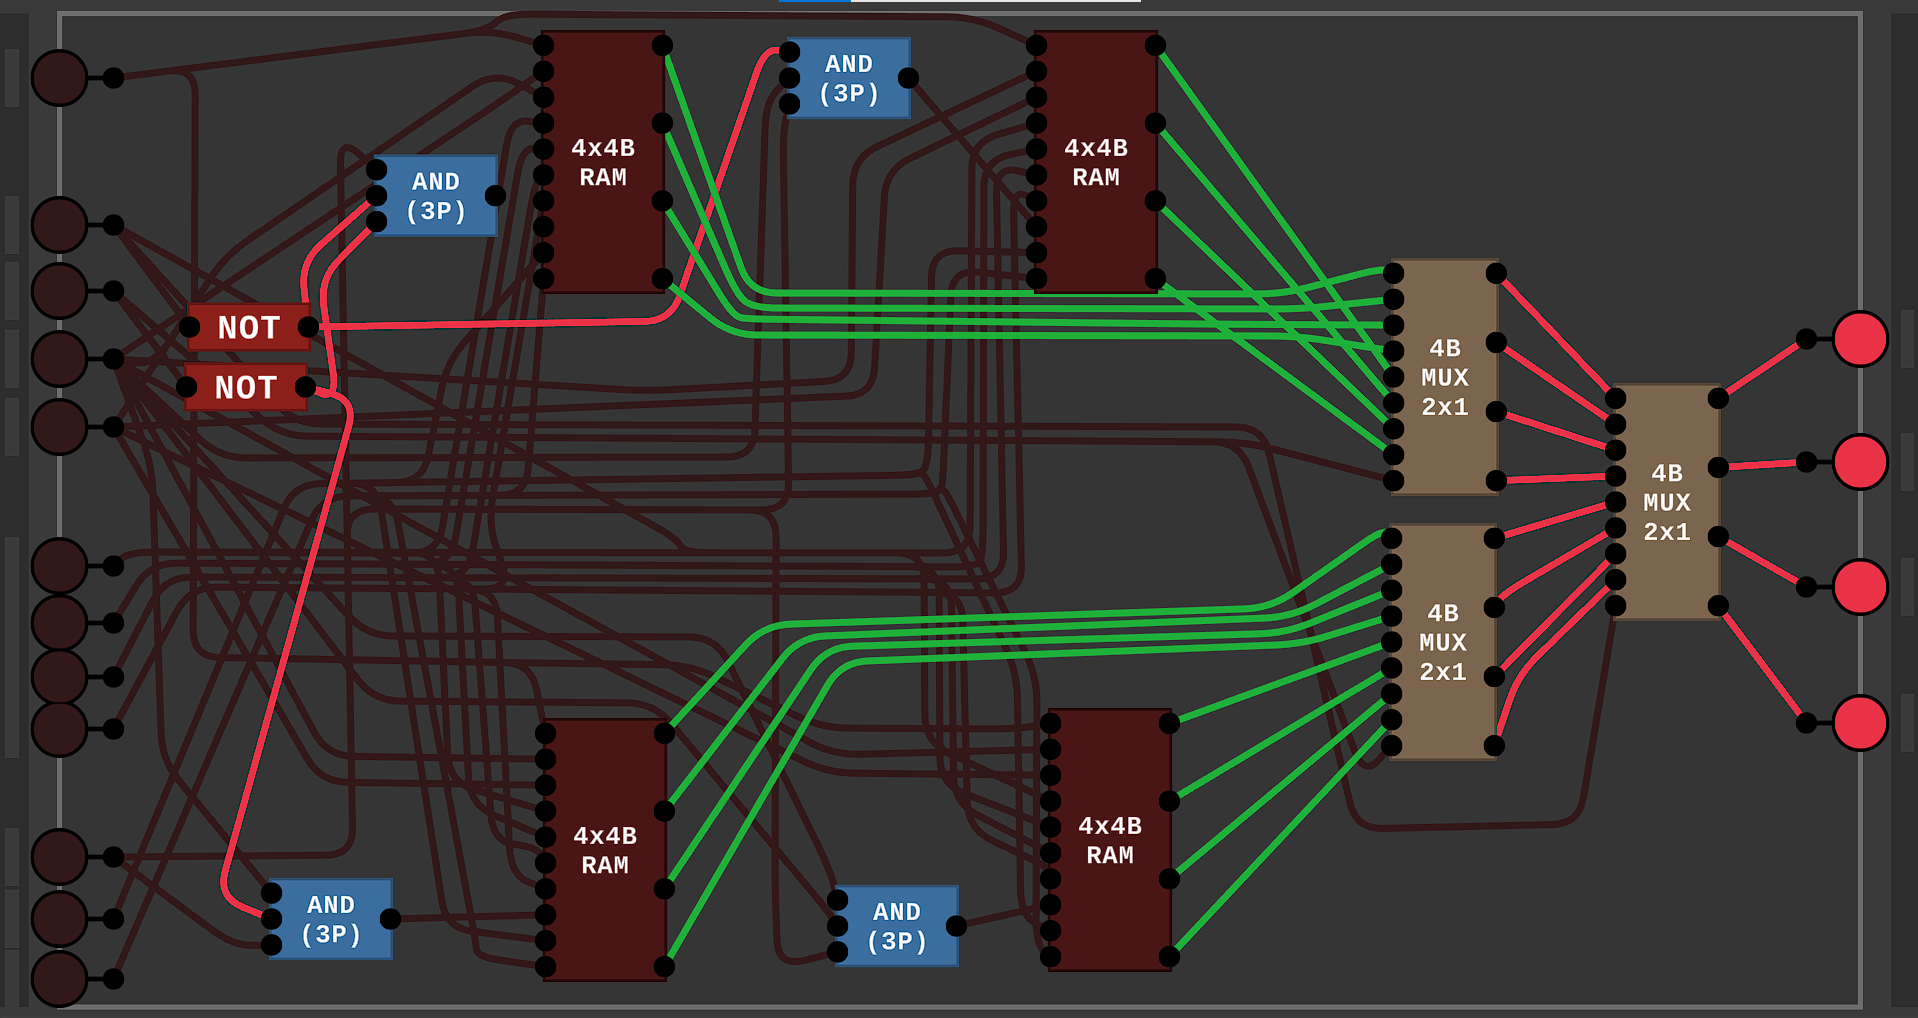 4x4B
RAM
AND
(3P)
4x4B
RAM
AND
(3P)
NOT
NOT
4B
MUX
2x1
4B
MUX
2x1
4B
MUX
2x1
4x4B
RAM
4x4B
RAM
AND
(3P)
AND
(3P)